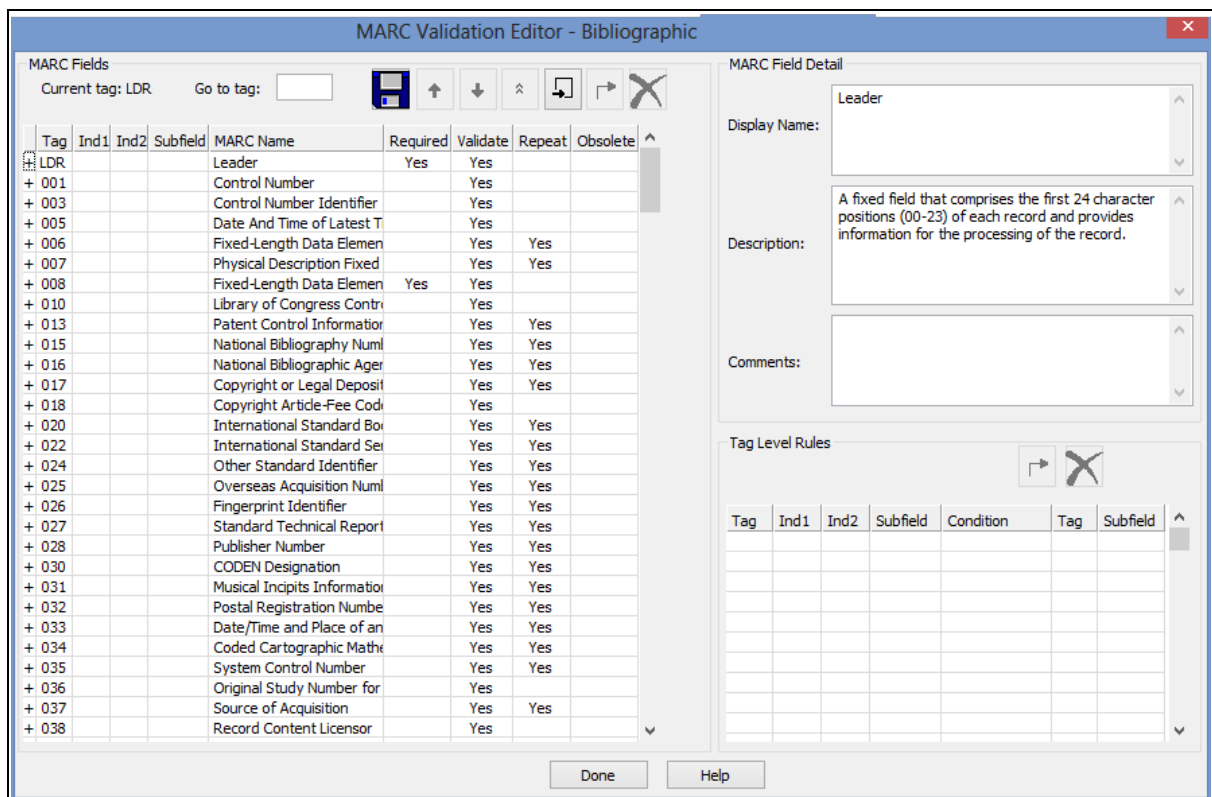 MARC Validation Editor - Bibliographic
MARC Fields
Current tag: LDR Go to tag:
Tag Ind1 Ind2 Subfield MARC Name Required Validate Repeat Obsolete
+ LDR Leader Yes Yes
+ 001 Control Number Yes
+ 003 Control Number Identifier Yes
+ 005 Date And Time of Latest T Yes
+ 006 Fixed-Length Data Elemen Yes Yes
+ 007 Physical Description Fixed Yes Yes
+ 008 Fixed-Length Data Elemen Yes Yes
+ 010 Library of Congress Contro Yes
+ 013 Patent Control Information Yes Yes
+ 015 National Bibliography Numb Yes Yes
+ 016 National Bibliographic Agen Yes Yes
+ 017 Copyright or Legal Deposit Yes Yes
+ 018 Copyright Article-Fee Code Yes
+ 020 International Standard Boo Yes Yes
+ 022 International Standard Ser Yes Yes
+ 024 Other Standard Identifier Yes Yes
+ 025 Overseas Acquisition Numb Yes Yes
+ 026 Fingerprint Identifier Yes Yes
+ 027 Standard Technical Report Yes Yes
+ 028 Publisher Number Yes Yes
+ 030 CODEN Designation Yes Yes
+ 031 Musical Incipits Information Yes Yes
+ 032 Postal Registration Numbe Yes Yes
+ 033 Date/Time and Place of an Yes Yes
+ 034 Coded Cartographic Mathe Yes Yes
+ 035 System Control Number Yes Yes
+ 036 Original Study Number for Yes
+ 037 Source of Acquisition Yes Yes
+ 038 Record Content Licensor Yes
MARC Field Detail
Display Name:
Leader
Description:
A fixed field that comprises the first 24 character
positions (00-23) of each record and provides
information for the processing of the record.
Comments:
Tag Level Rules
Tag Ind1 Ind2 Subfield Condition Tag Subfield
Done Help